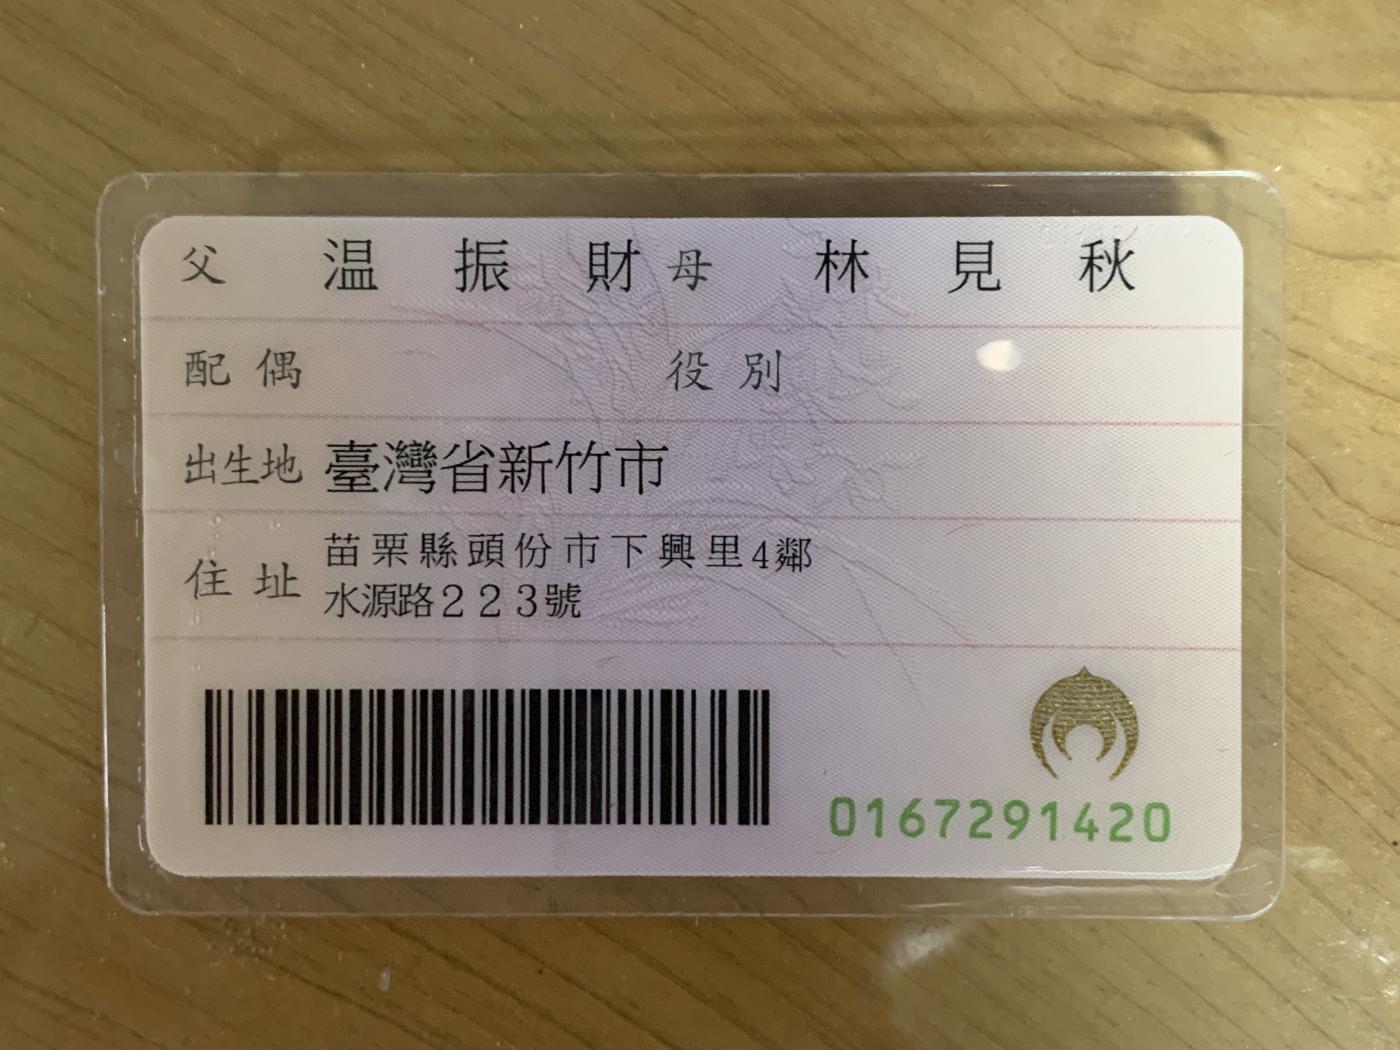 父 温振財 母 林見秋
配偶 役別
出生地 臺灣省新竹市
住址 苗栗縣頭份市下興里4鄰
水源路２２３號
0167291420